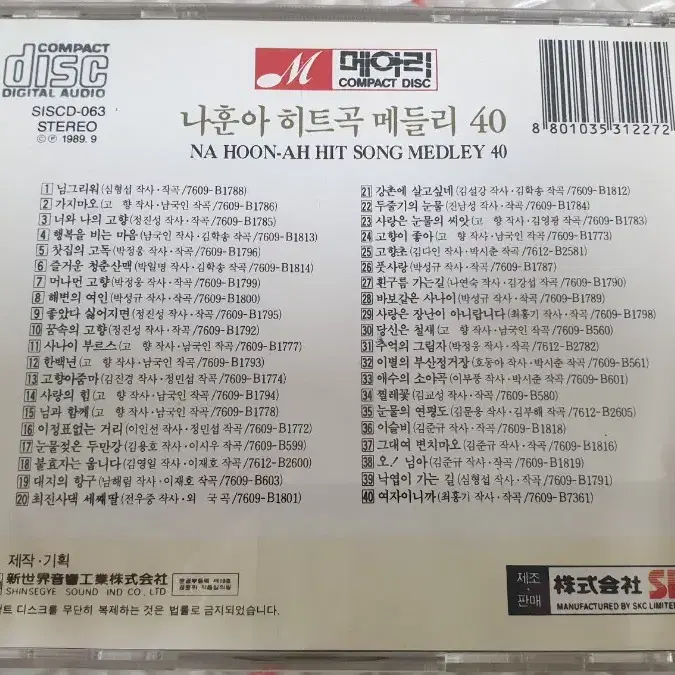 COMPACT
disc
DIGITAL AUDIO
SISCD-063
STEREO
ⓒⓟ 1989. 9
M 메아리
COMPACT DISC
나훈아 히트곡 메들리 40
NA HOON-AH HIT SONG MEDLEY 40
8 801035 312272
1 님그리워 (심형섭 작사·작곡/7609-B1788)
2 가지마오 (고 향 작사·남국인 작곡/7609-B1786)
3 너와 나의 고향 (정진성 작사·작곡/7609-B1785)
4 행복을 비는 마음 (남국인 작사·김학송 작곡/7609-B1813)
5 찻집의 고독 (박정웅 작사·작곡/7609-B1796)
6 즐거운 청춘산맥 (박일명 작사·김학송 작곡/7609-B1814)
7 머나먼 고향 (박정웅 작사·작곡/7609-B1799)
8 해변의 여인 (박성규 작사·작곡/7609-B1800)
9 좋았다 싫어지면 (정진성 작사·작곡/7609-B1795)
10 꿈속의 고향 (정진성 작사·작곡/7609-B1792)
11 사나이 부르스 (고 향 작사·남국인 작곡/7609-B1777)
12 한백년 (고 향 작사·남국인 작곡/7609-B1793)
13 고향아줌마 (김진경 작사·정민섭 작곡/7609-B1774)
14 사랑의 힘 (고 향 작사·남국인 작곡/7609-B1794)
15 님과 함께 (고 향 작사·남국인 작곡/7609-B1778)
16 이정표없는 거리 (이인선 작사·정민섭 작곡/7609-B1772)
17 눈물젖은 두만강 (김용호 작사·이시우 작곡/7609-B599)
18 불효자는 웁니다 (김영일 작사·이재호 작곡/7612-B2600)
19 대지의 항구 (남해림 작사·이재호 작곡/7609-B603)
20 최진사댁 셋째딸 (전우중 작사·외 국 곡/7609-B1801)
21 강촌에 살고싶네 (김설강 작사·김학송 작곡/7609-B1812)
22 두줄기의 눈물 (진남성 작사·작곡/7609-B1784)
23 사랑은 눈물의 씨앗 (고 향 작사·김영광 작곡/7609-B1783)
24 고향이 좋아 (고 향 작사·남국인 작곡/7609-B1773)
25 고향초 (김다인 작사·박시춘 작곡/7612-B2581)
26 풋사랑 (박성규 작사·작곡/7609-B1787)
27 흰구름 가는길 (나연숙 작사·김강섭 작곡/7609-B1790)
28 바보같은 사나이 (박성규 작사·작곡/7609-B1789)
29 사랑은 장난이 아니랍니다 (최홍기 작사·작곡/7609-B1798)
30 당신은 철새 (고 향 작사·남국인 작곡/7609-B560)
31 추억의 그림자 (박정웅 작사·작곡/7612-B2782)
32 이별의 부산정거장 (호동아 작사·박시춘 작곡/7609-B561)
33 애수의 소야곡 (이부풍 작사·박시춘 작곡/7609-B601)
34 찔레꽃 (김교성 작사·작곡/7609-B580)
35 눈물의 연평도 (김문응 작사·김부해 작곡/7612-B2605)
36 이슬비 (김준규 작사·작곡/7609-B1818)
37 그대여 변치마오 (김준규 작사·작곡/7609-B1816)
38 오! 님아 (김준규 작사·작곡/7609-B1819)
39 낙엽이 가는 길 (심형섭 작사·작곡/7609-B1791)
40 여자이니까 (최홍기 작사·작곡/7609-B7361)
제작·기획
新世界音響工業株式会社
SHINSEGYE SOUND IND CO., LTD
트 디스크를 무단히 복제하는 것은 법률로 금지되었습니다.
제조·판매
株式会社
MANUFACTURED BY SKC LIMITED